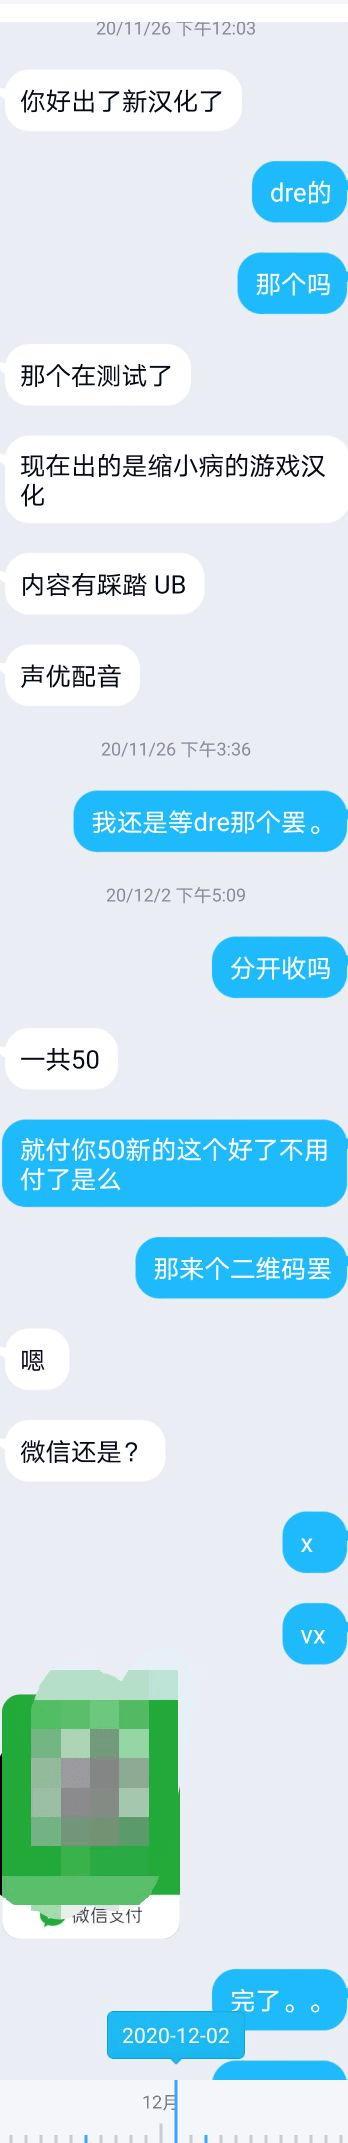 20/11/26 下午12:03
你好出了新汉化了
dre的
那个吗
那个在测试了
现在出的是缩小病的游戏汉
化
内容有踩踏 UB
声优配音
20/11/26 下午3:36
我还是等dre那个罢。
20/12/2 下午5:09
分开收吗
一共50
就付你50新的这个好了不用
付了是么
那来个二维码罢
嗯
微信还是？
x
vx
微信支付
完了。。
2020-12-02
12月